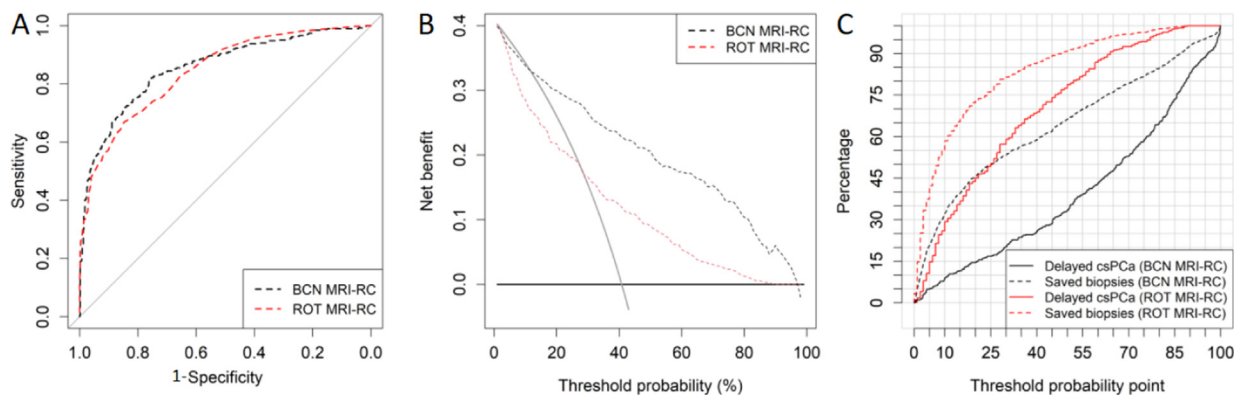 A
Sensitivity
1.0
0.8
0.6
0.4
0.2
0.0
BCN MRI-RC
ROT MRI-RC
1.0 0.8 0.6 0.4 0.2 0.0
1-Specificity
B
Net benefit
0.4
0.3
0.2
0.1
0.0
BCN MRI-RC
ROT MRI-RC
0 20 40 60 80 100
Threshold probability (%)
C
Percentage
90
75
60
45
30
15
0
Delayed csPCa (BCN MRI-RC)
Saved biopsies (BCN MRI-RC)
Delayed csPCa (ROT MRI-RC)
Saved biopsies (ROT MRI-RC)
0 10 25 40 55 70 85 100
Threshold probability point